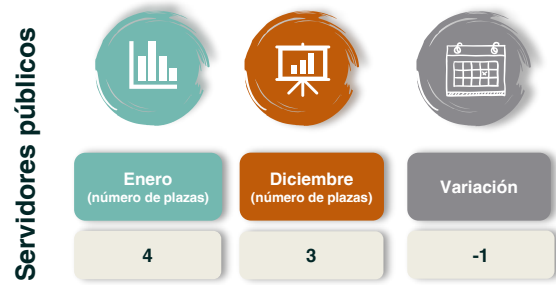 Servidores públicos
Enero
(número de plazas)
Diciembre
(número de plazas)
Variación
4
3
-1